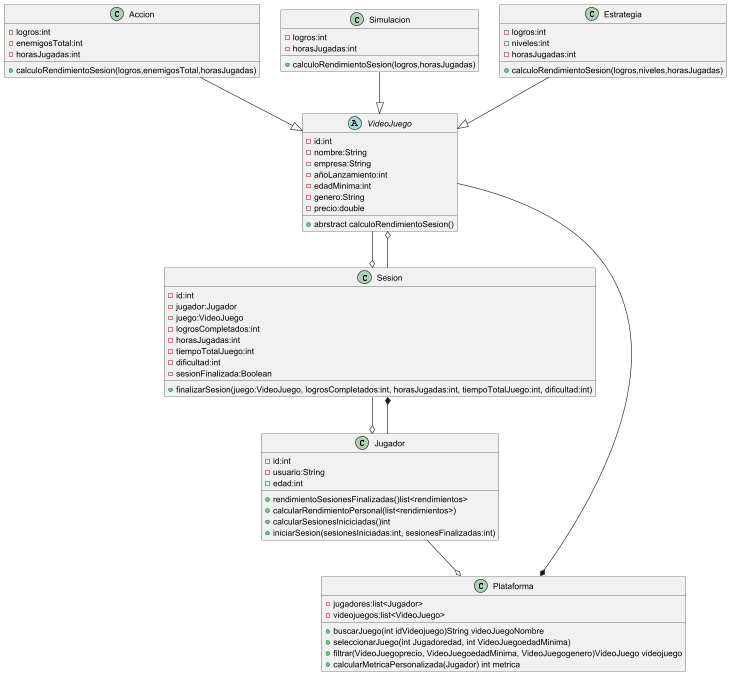 C Accion
logros:int
enemigosTotal:int
horasJugadas:int
calculoRendimientoSesion(logros,enemigosTotal,horasJugadas)
C Simulacion
logros:int
horasJugadas:int
calculoRendimientoSesion(logros,horasJugadas)
C Estrategia
logros:int
niveles:int
horasJugadas:int
calculoRendimientoSesion(logros,niveles,horasJugadas)
A VideoJuego
id:int
nombre:String
empresa:String
añoLanzamiento:int
edadMinima:int
genero:String
precio:double
abrstract calculoRendimientoSesion()
C Sesion
id:int
jugador:Jugador
juego:VideoJuego
logrosCompletados:int
horasJugadas:int
tiempoTotalJuego:int
dificultad:int
sesionFinalizada:Boolean
finalizarSesion(juego:VideoJuego, logrosCompletados:int, horasJugadas:int, tiempoTotalJuego:int, dificultad:int)
C Jugador
id:int
usuario:String
edad:int
rendimientoSesionesFinalizadas()list<rendimientos>
calcularRendimientoPersonal(list<rendimientos>)
calcularSesionesIniciciadas()int
iniciarSesion(sesionesIniciadas:int, sesionesFinalizadas:int)
C Plataforma
jugadores:list<Jugador>
videojuegos:list<VideoJuego>
buscarJuego(int idVideojuego)String videoJuegoNombre
seleccionarJuego(int Jugadoredad, int VideoJuegoedadMinima)
filtrar(VideoJuegoprecio, VideoJuegoedadMinima, VideoJuegogenero)VideoJuego videojuego
calcularMetricaPersonalizada(Jugador) int metrica